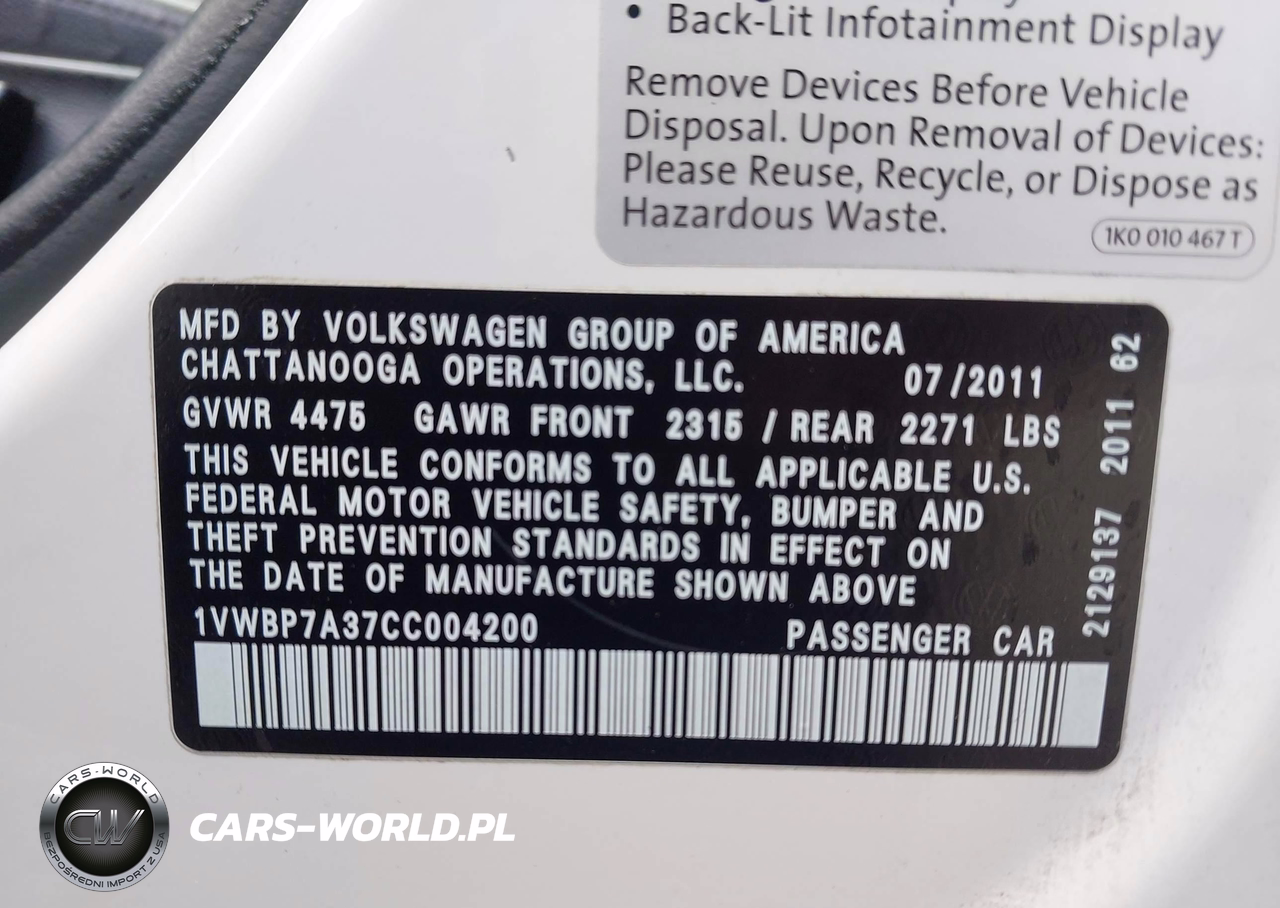 • Back-Lit Infotainment Display
Remove Devices Before Vehicle
Disposal. Upon Removal of Devices:
Please Reuse, Recycle, or Dispose as
Hazardous Waste.
1K0 010 467 T
MFD BY VOLKSWAGEN GROUP OF AMERICA
CHATTANOOGA OPERATIONS, LLC. 07/2011
GVWR 4475 GAWR FRONT 2315 / REAR 2271 LBS
THIS VEHICLE CONFORMS TO ALL APPLICABLE U.S.
FEDERAL MOTOR VEHICLE SAFETY, BUMPER AND
THEFT PREVENTION STANDARDS IN EFFECT ON
THE DATE OF MANUFACTURE SHOWN ABOVE
1VWBP7A37CC004200 PASSENGER CAR
2129137 2011 62
CARS-WORLD
CW
BEZPOŚREDNI IMPORT Z USA
CARS-WORLD.PL